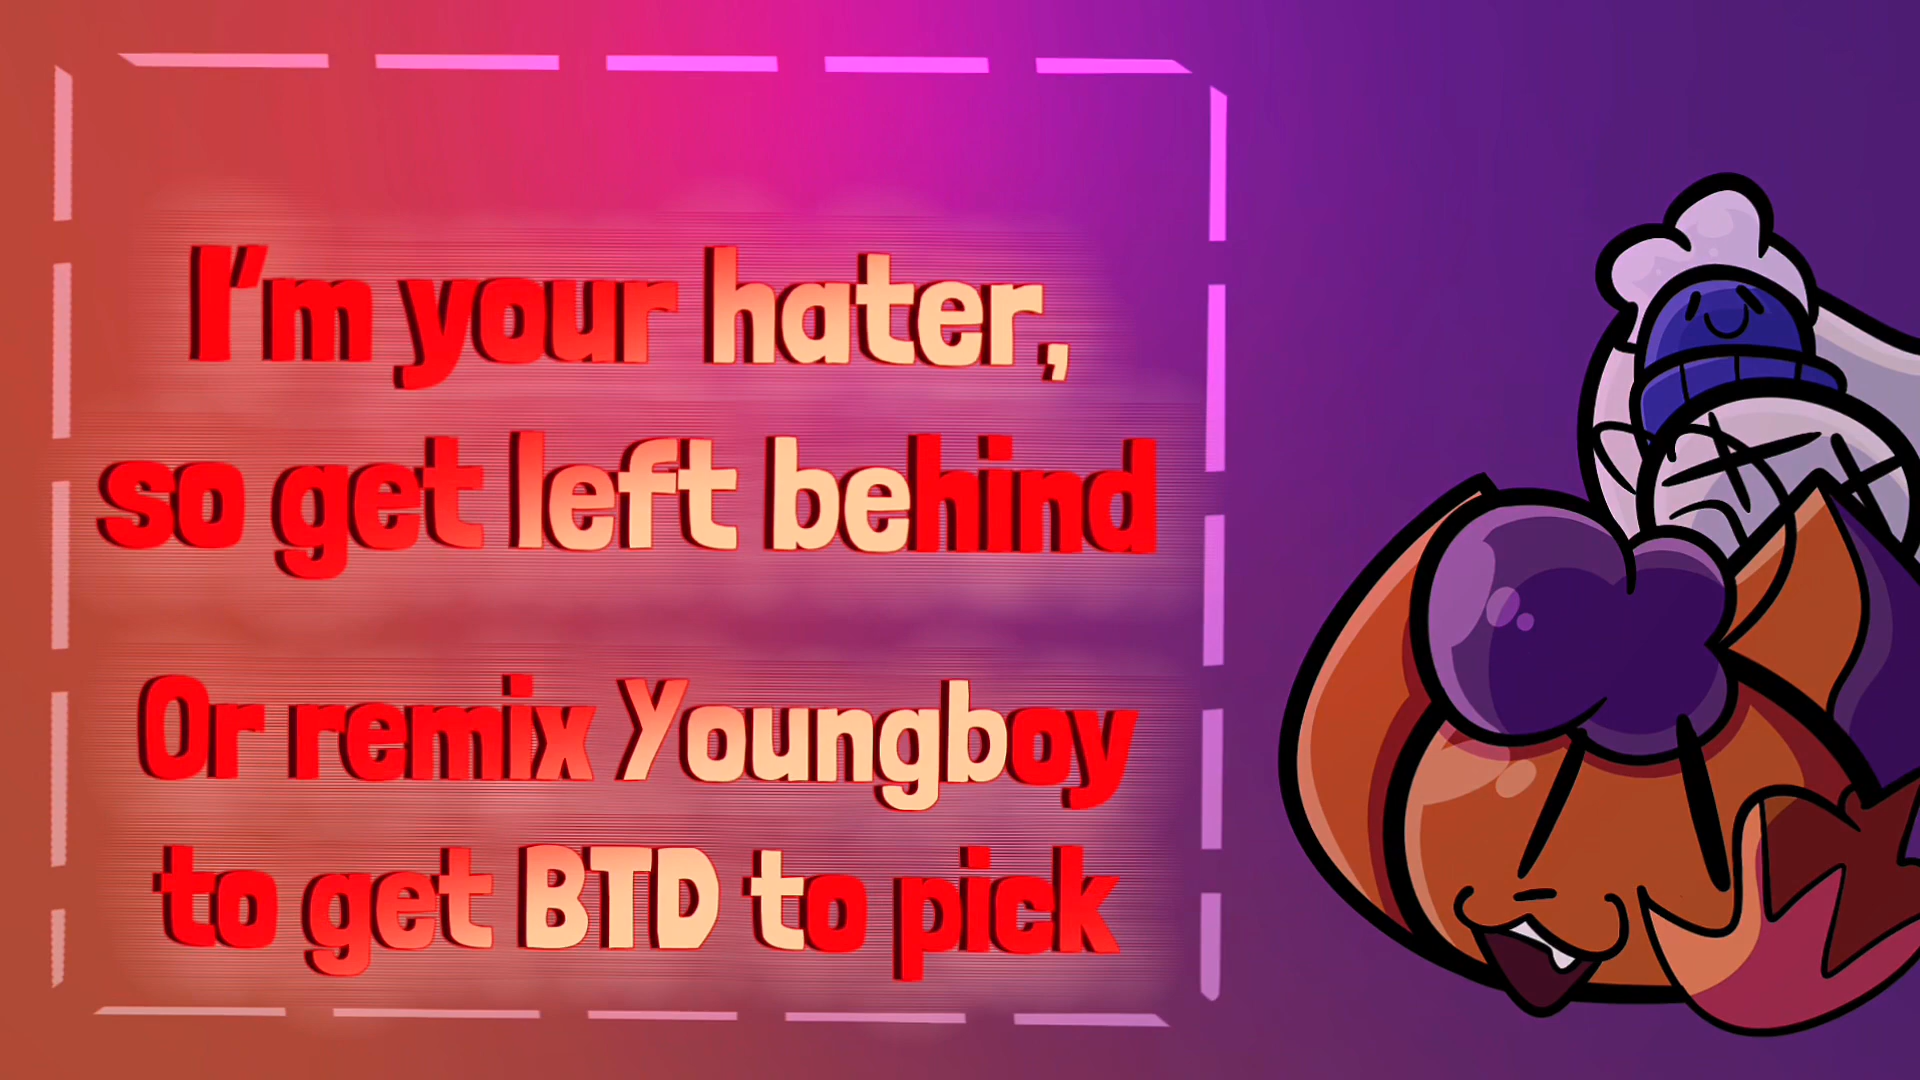 I'm your hater,
so get left behind
Or remix Youngboy
to get BTD to pick